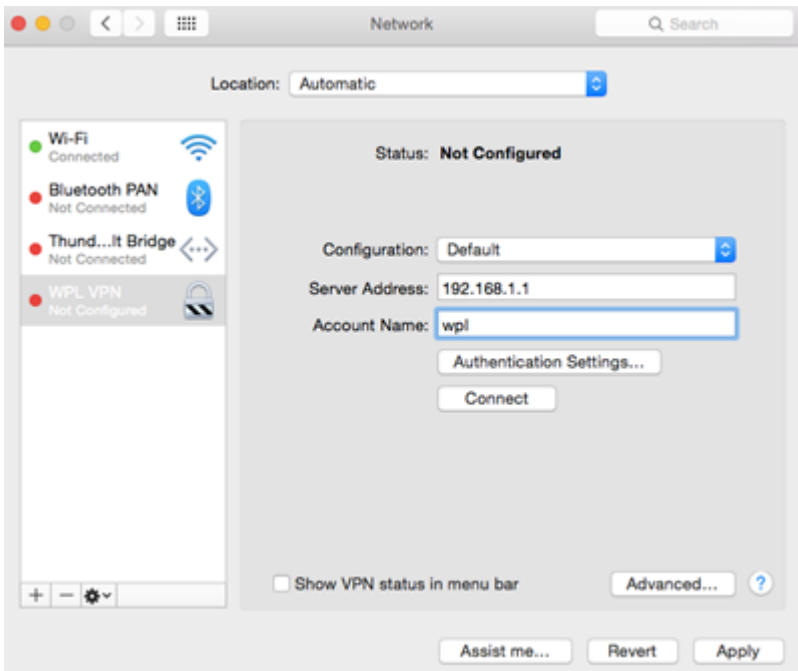 Network
Search
Location: Automatic
Wi-Fi
Connected
Bluetooth PAN
Not Connected
Thund...lt Bridge
Not Connected
WPL VPN
Not Configured
Status: Not Configured
Configuration: Default
Server Address: 192.168.1.1
Account Name: wpl
Authentication Settings...
Connect
Show VPN status in menu bar
Advanced... ?
Assist me... Revert Apply